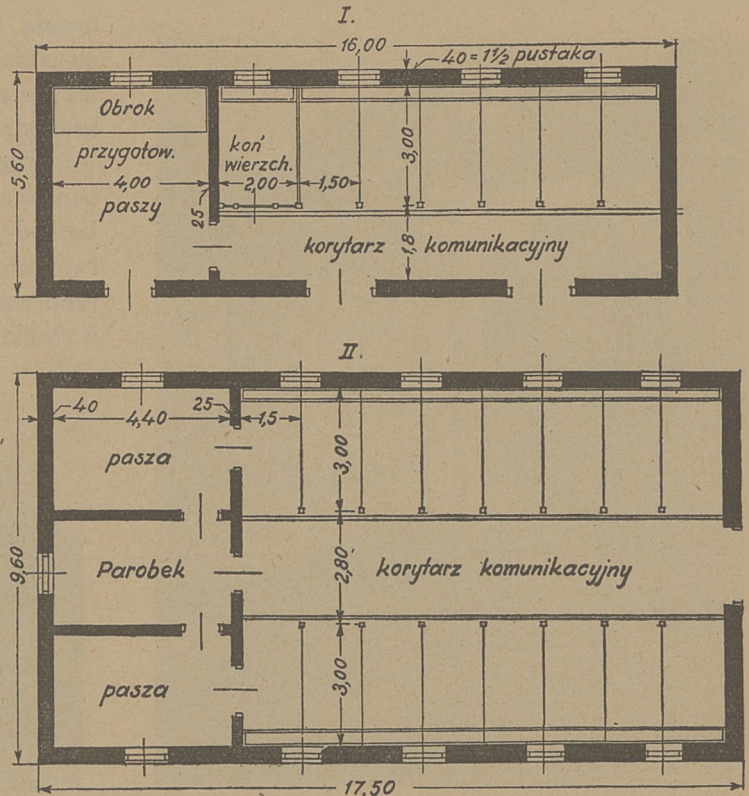 I.
16,00
40 = 1½ pustaka
Obrok
przygotow.
4,00
paszy
koń
wierzch.
2,00
1,50
3,00
5,60
25
1,8
korytarz komunikacyjny
II.
40
4,40
25
1,5
pasza
3,00
9,60
Parobek
2,80
korytarz komunikacyjny
pasza
3,00
17,50